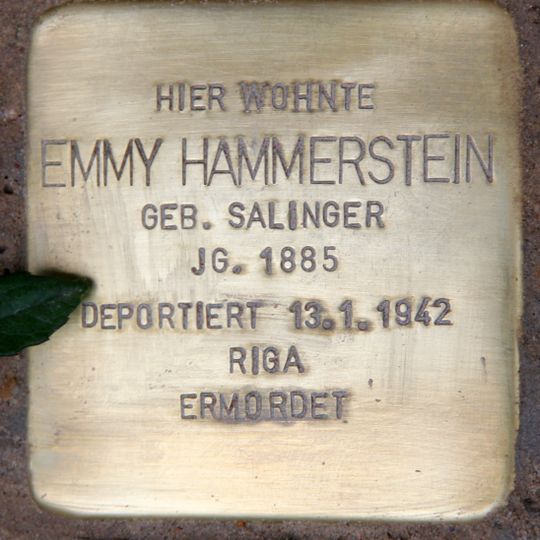 HIER WOHNTE
EMMY HAMMERSTEIN
GEB. SALINGER
JG. 1885
DEPORTIERT 13.1.1942
RIGA
ERMORDET